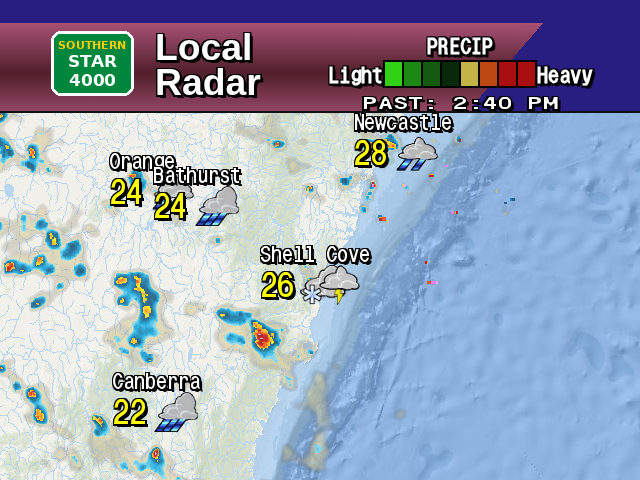 SOUTHERN
STAR
4000
Local
Radar
PRECIP
Light Heavy
PAST: 2:40 PM
Newcastle
28
Orange
24
Bathurst
24
Shell Cove
26
Canberra
22